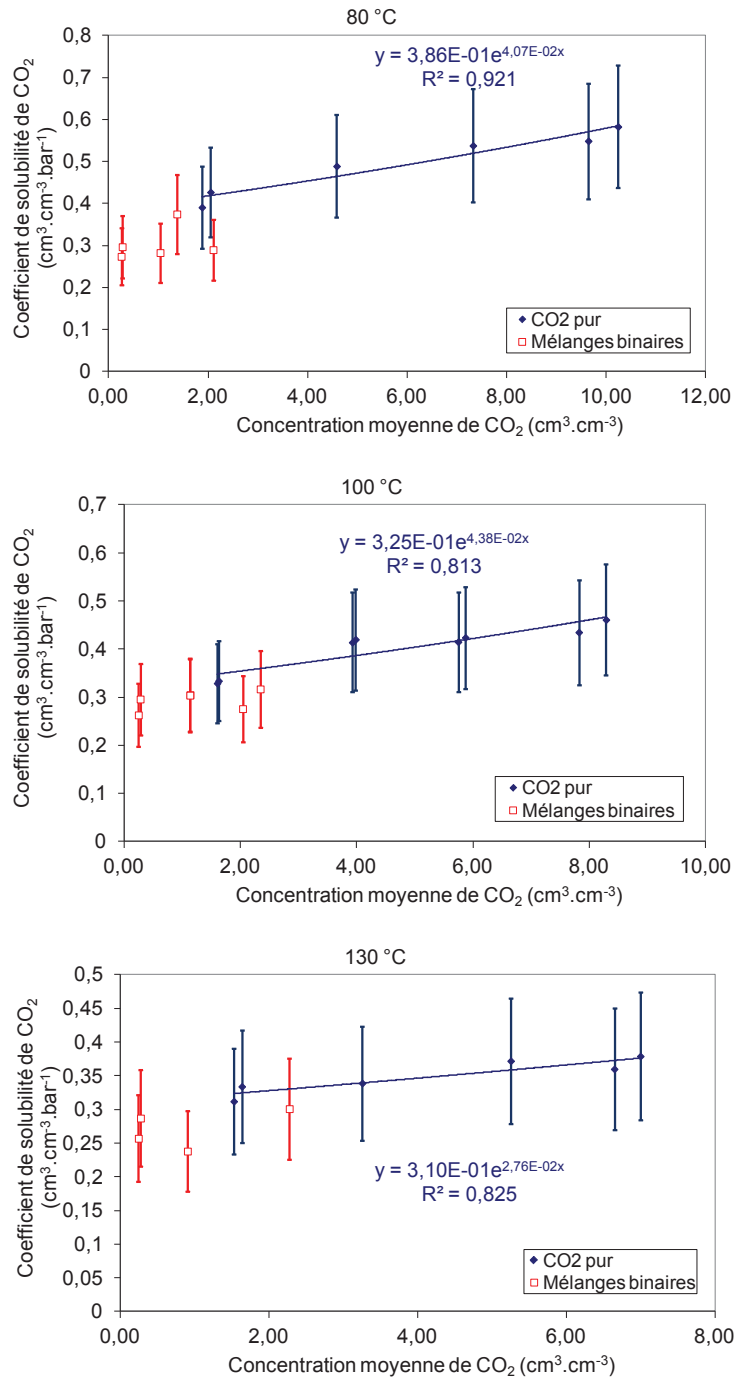 80 °C
0,8
0,7
0,6
0,5
0,4
0,3
0,2
0,1
0
Coefficient de solubilité de CO₂
(cm³.cm⁻³.bar⁻¹)
y = 3,86E-01e^4,07E-02x
R² = 0,921
CO2 pur
Mélanges binaires
0,00 2,00 4,00 6,00 8,00 10,00 12,00
Concentration moyenne de CO₂ (cm³.cm⁻³)
100 °C
0,7
0,6
0,5
0,4
0,3
0,2
0,1
0
Coefficient de solubilité de CO₂
(cm³.cm⁻³.bar⁻¹)
y = 3,25E-01e^4,38E-02x
R² = 0,813
CO2 pur
Mélanges binaires
0,00 2,00 4,00 6,00 8,00 10,00
Concentration moyenne de CO₂ (cm³.cm⁻³)
130 °C
0,5
0,45
0,4
0,35
0,3
0,25
0,2
0,15
0,1
0,05
0
Coefficient de solubilité de CO₂
(cm³.cm⁻³.bar⁻¹)
y = 3,10E-01e^2,76E-02x
R² = 0,825
CO2 pur
Mélanges binaires
0,00 2,00 4,00 6,00 8,00
Concentration moyenne de CO₂ (cm³.cm⁻³)